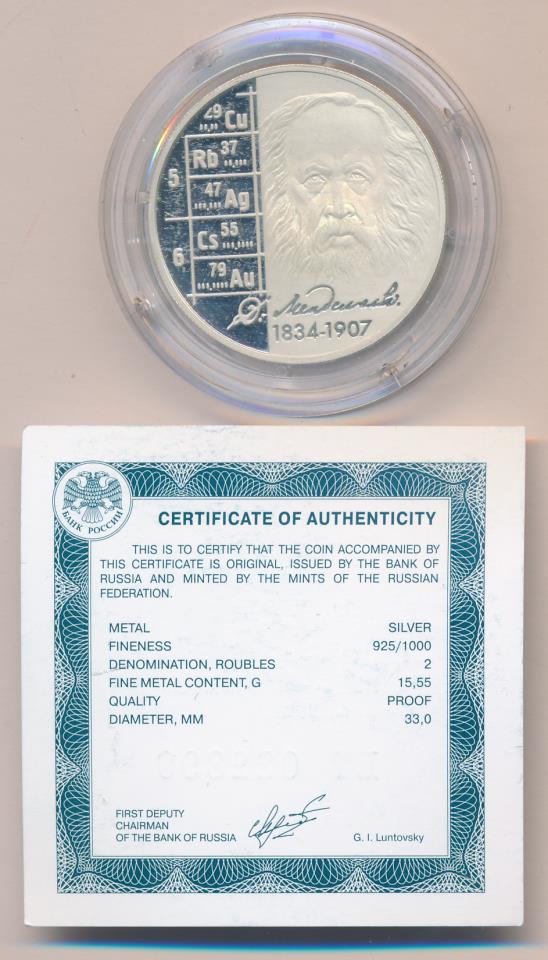 29 Cu
5 Rb 37
47 Ag
6 Cs 55
79 Au
1834-1907
БАНК РОССИИ
CERTIFICATE OF AUTHENTICITY
THIS IS TO CERTIFY THAT THE COIN ACCOMPANIED BY
THIS CERTIFICATE IS ORIGINAL, ISSUED BY THE BANK OF
RUSSIA AND MINTED BY THE MINTS OF THE RUSSIAN
FEDERATION.
METAL SILVER
FINENESS 925/1000
DENOMINATION, ROUBLES 2
FINE METAL CONTENT, G 15,55
QUALITY PROOF
DIAMETER, MM 33,0
FIRST DEPUTY
CHAIRMAN
OF THE BANK OF RUSSIA G. I. Luntovsky